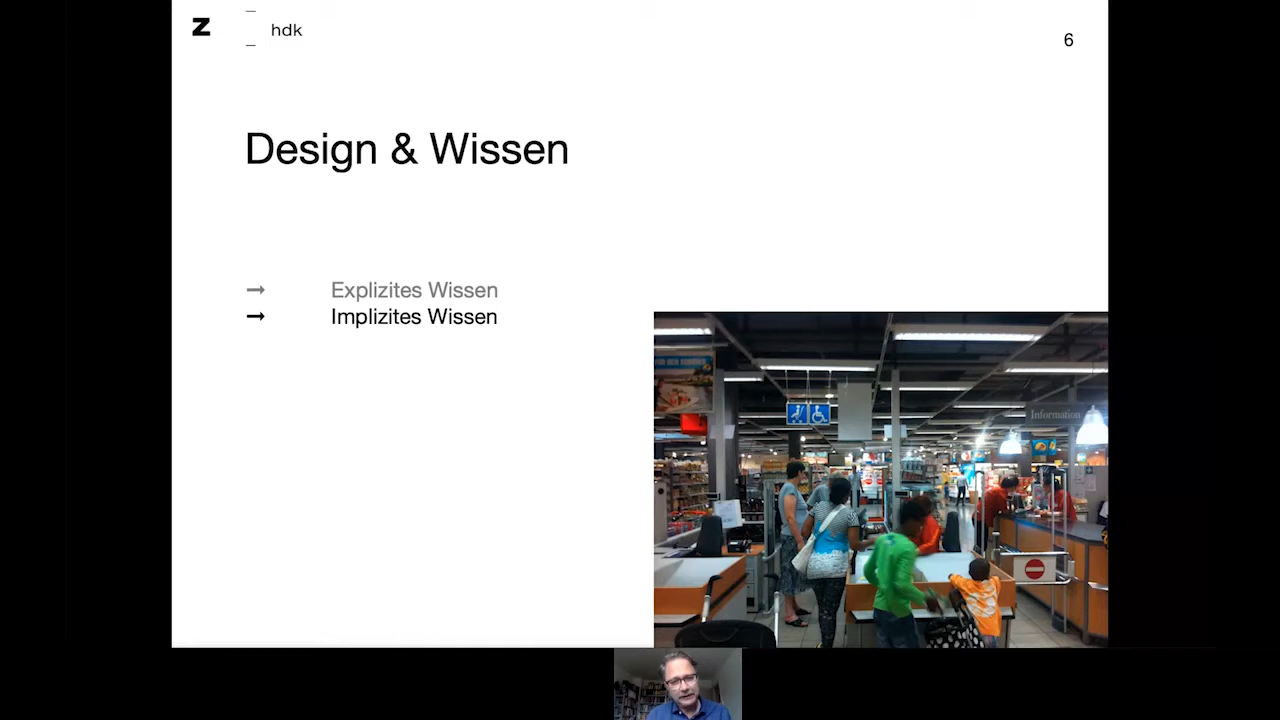 Z hdk
6
Design & Wissen
→ Explizites Wissen
→ Implizites Wissen
Information